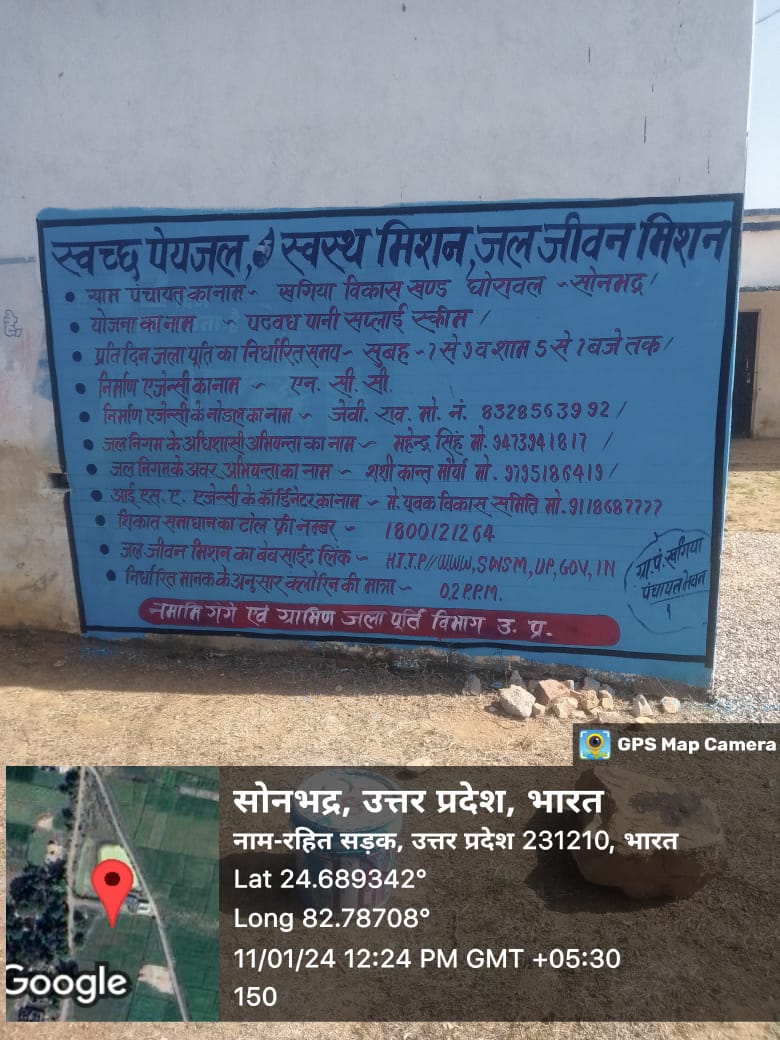 स्वच्छ पेयजल, स्वस्थ मिशन, जल जीवन मिशन
• ग्राम पंचायत का नाम - खगिया विकास खण्ड घोरावल - सोनभद्र /
• योजना का नाम - पटवध पानी सप्लाई स्कीम /
• प्रति दिन जला पूति का निर्धारित समय - सुबह - 7 से 9 व शाम 5 से 7 बजे तक /
• निर्माण एजेन्सी का नाम - एन. सी. सी.
• निर्माण एजेन्सी के नोडल का नाम - जेवी. राव. मो. नं. 8328563992 /
• जल निगम के अधिशासी अभियन्ता का नाम - महेन्द्र सिंह मो. 9473941817 /
• जल निगम के अवर अभियन्ता का नाम - शशी कान्त मौर्या मो. 9795186419 /
• आई एस. ए. एजेन्सी के कॉर्डिनेटर का नाम - मे. युवक विकास समिति मो. 9118687777
• शिकात समाधान का टोल फ्री नम्बर - 1800121264
• जल जीवन मिशन का बेब साईट लिंक - HT.T.P//WWW,SWSM,UP,GOV,IN
• निर्धारित मानक के अनुसार क्लोरिन की मात्रा - 0.2 P.P.M.
नमामि गंगे एवं ग्रामिण जला पूर्ति विभाग उ. प्र.
ग्रा.पं. खगिया
पंचायत भवन
GPS Map Camera
सोनभद्र, उत्तर प्रदेश, भारत
नाम-रहित सड़क, उत्तर प्रदेश 231210, भारत
Lat 24.689342°
Long 82.78708°
11/01/24 12:24 PM GMT +05:30
150
Google